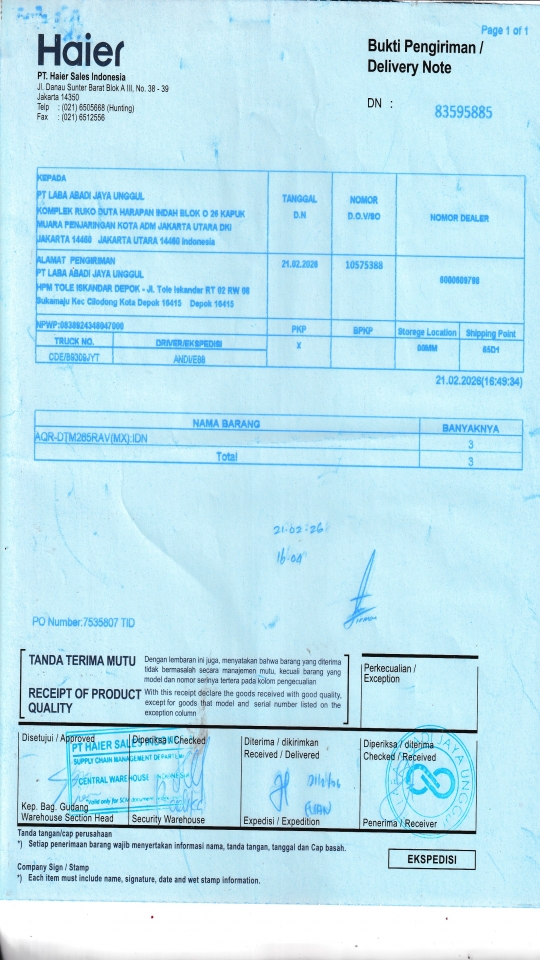 Page 1 of 1
Haier
Bukti Pengiriman /
Delivery Note
PT. Haier Sales Indonesia
Jl. Danau Sunter Barat Blok A III, No. 38 - 39
Jakarta 14350
Telp : (021) 6505668 (Hunting)
Fax : (021) 6512556
DN : 83595885
KEPADA
PT LABA ABADI JAYA UNGGUL
KOMPLEK RUKO DUTA HARAPAN INDAH BLOK O 26 KAPUK
MUARA PENJARINGAN KOTA ADM JAKARTA UTARA DKI
JAKARTA 14460 JAKARTA UTARA 14460 Indonesia
TANGGAL
D.N
NOMOR
D.O.V/SO
NOMOR DEALER
ALAMAT PENGIRIMAN
PT LABA ABADI JAYA UNGGUL
HPM TOLE ISKANDAR DEPOK - Jl. Tole Iskandar RT 02 RW 08
Sukamaju Kec Cilodong Kota Depok 16415 Depok 16415
21.02.2026
10575388
NPWP:0838924348047000
PKP
BPKP
Storege Location
Shipping Point
TRUCK NO.
DRIVER/EKSPEDISI
X
CDE/B9309JYT
21.02.2026(16:49:34)
NAMA BARANG
BANYAKNYA
AQR-DTM265RAV(MX).IDN
3
Total
3
21-02-26
PO Number:7535807 TID
TANDA TERIMA MUTU
Dengan lembaran ini juga, menyatakan bahwa barang yang diterima
tidak bermasalah secara manajemen mutu, kecuali barang yang
model dan nomor serinya tertera pada kolom pengecualian
RECEIPT OF PRODUCT
QUALITY
With this receipt declare the goods received with good quality,
except for goods that model and serial number listed on the
exception column
Perkecualian /
Exception
Disetujui / Approved
Diperiksa / Checked
Diterima / dikirimkan
Received / Delivered
Diperiksa / diterima
Checked / Received
PT HAIER SALES
SUPPLY CHAIN MANAGEMENT
CENTRAL WAREHOUSE INDONESIA
Kep. Bag. Gudang
Warehouse Section Head
Security Warehouse
Expedisi / Expedition
Penerima / Receiver
Tanda tangan/cap perusahaan
*) Setiap penerimaan barang wajib menyertakan informasi nama, tanda tangan, tanggal dan Cap basah.
EKSPEDISI
Company Sign / Stamp
*) Each item must include name, signature, date and wet stamp information.